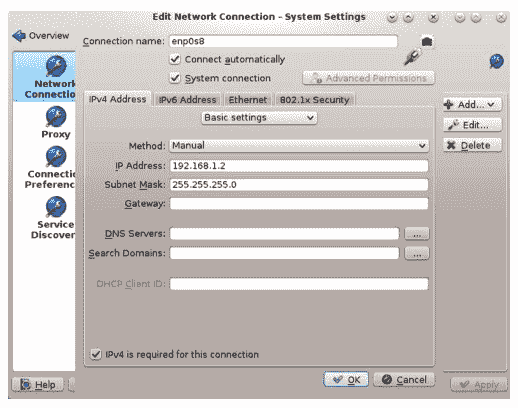 Edit Network Connection - System Settings
Overview
Connection name: enp0s8
Connect automatically
System connection
Advanced Permissions
Network
Connectio
Proxy
Connecti
Preferenc
Service
Discover
IPv4 Address
IPv6 Address
Ethernet
802.1x Security
Basic settings
Method: Manual
IP Address: 192.168.1.2
Subnet Mask: 255.255.255.0
Gateway:
DNS Servers:
...
Search Domains:
...
DHCP Client ID:
IPv4 is required for this connection
Add...
Edit...
Delete
Help
OK
Cancel
Apply